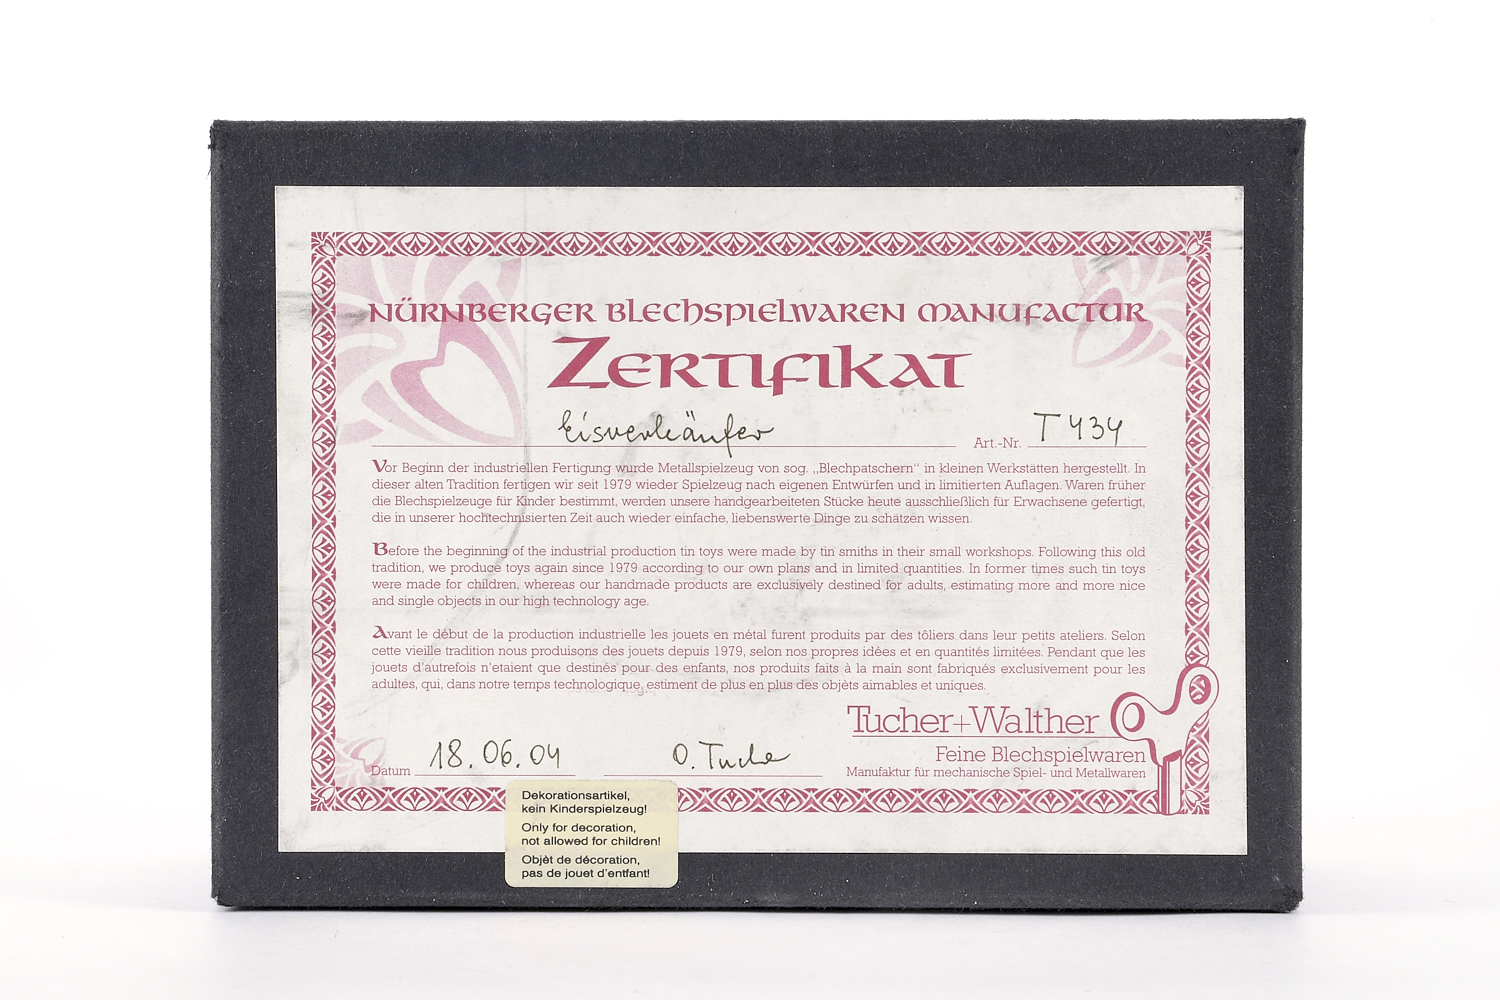 NÜRNBERGER BLECHSPIELWAREN MANUFACTUR
ZERTIFIKAT
Eisverkäufer
Art.-Nr. T434
Vor Beginn der industriellen Fertigung wurde Metallspielzeug von sog. „Blechpatschern“ in kleinen Werkstätten hergestellt. In
dieser alten Tradition fertigen wir seit 1979 wieder Spielzeug nach eigenen Entwürfen und in limitierten Auflagen. Waren früher
die Blechspielzeuge für Kinder bestimmt, werden unsere handgearbeiteten Stücke heute ausschließlich für Erwachsene gefertigt,
die in unserer hochtechnisierten Zeit auch wieder einfache, liebenswerte Dinge zu schätzen wissen.
Before the beginning of the industrial production tin toys were made by tin smiths in their small workshops. Following this old
tradition, we produce toys again since 1979 according to our own plans and in limited quantities. In former times such tin toys
were made for children, whereas our handmade products are exclusively destined for adults, estimating more and more nice
and single objects in our high technology age.
Avant le début de la production industrielle les jouets en métal furent produits par des tôliers dans leur petits ateliers. Selon
cette vieille tradition nous produisons des jouets depuis 1979, selon nos propres idées et en quantités limitées. Pendant que les
jouets d'autrefois n'etaient que destinés pour des enfants, nos produits faits à la main sont fabriqués exclusivement pour les
adultes, qui, dans notre temps technologique, estiment de plus en plus des objèts aimables et uniques.
Tucher+Walther
Feine Blechspielwaren
Manufaktur für mechanische Spiel- und Metallwaren
Datum 18.06.04 O. Tucher
Dekorationsartikel,
kein Kinderspielzeug!
Only for decoration,
not allowed for children!
Objèt de décoration,
pas de jouet d'entfant!